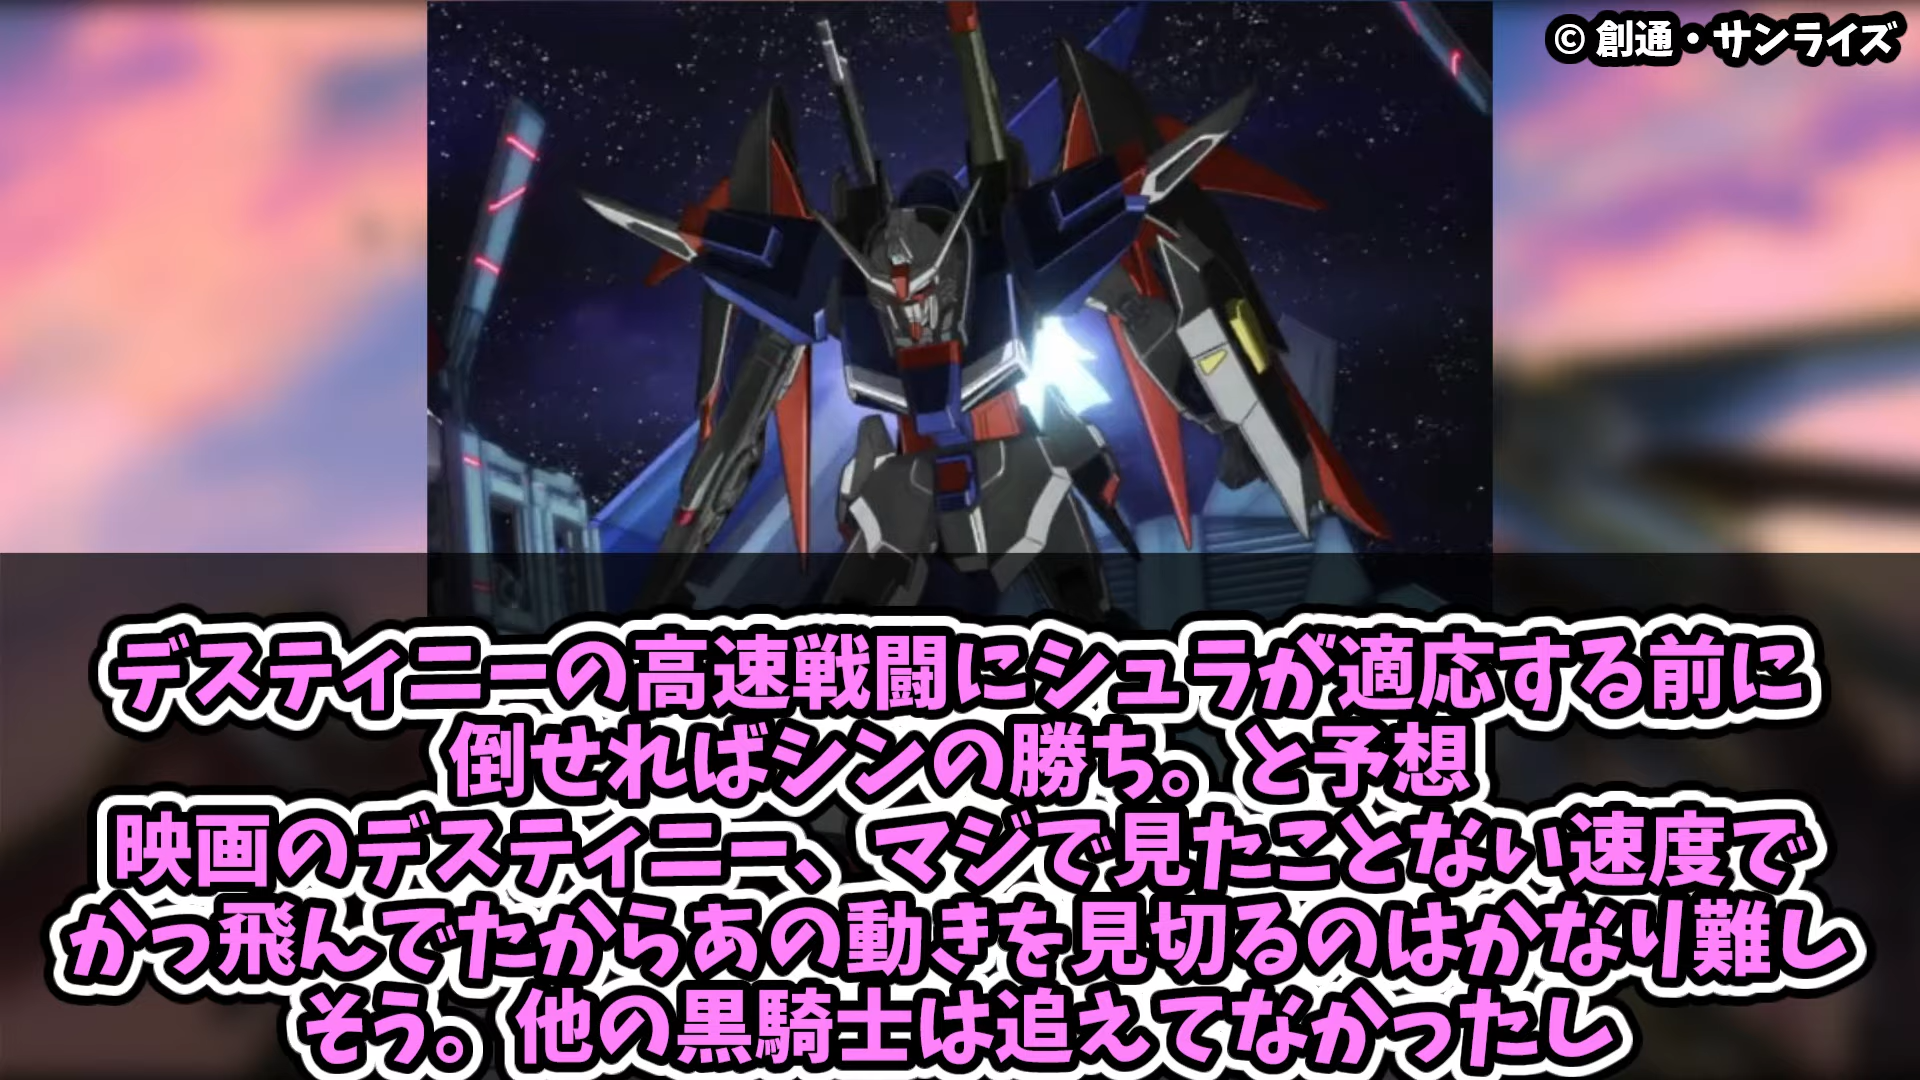 © 創通・サンライズ
デスティニーの高速戦闘にシュラが適応する前に
倒せればシンの勝ち。と予想
映画のデスティニー、マジで見たことない速度で
かっ飛んでたからあの動きを見切るのはかなり難し
そう。他の黒騎士は追えてなかったし